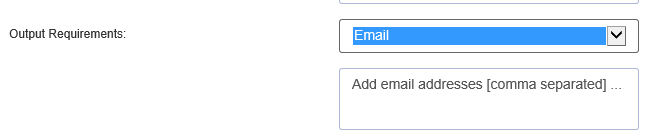 Output Requirements:
Email
Add email addresses [comma separated] ...